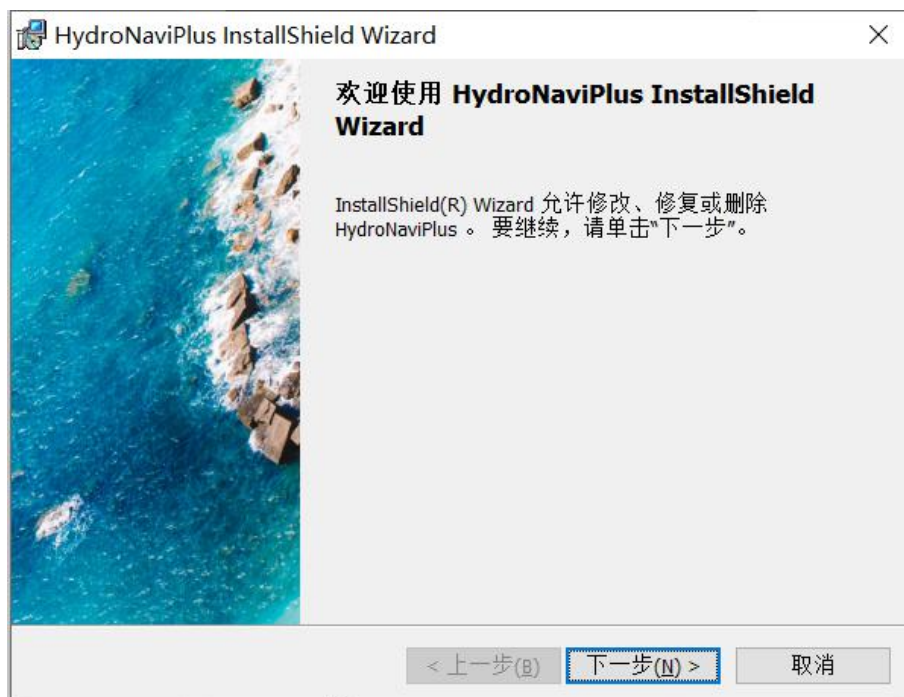 HydroNaviPlus InstallShield Wizard
欢迎使用 HydroNaviPlus InstallShield
Wizard
InstallShield(R) Wizard 允许修改、修复或删除
HydroNaviPlus 。 要继续，请单击“下一步”。
< 上一步(B)
下一步(N) >
取消